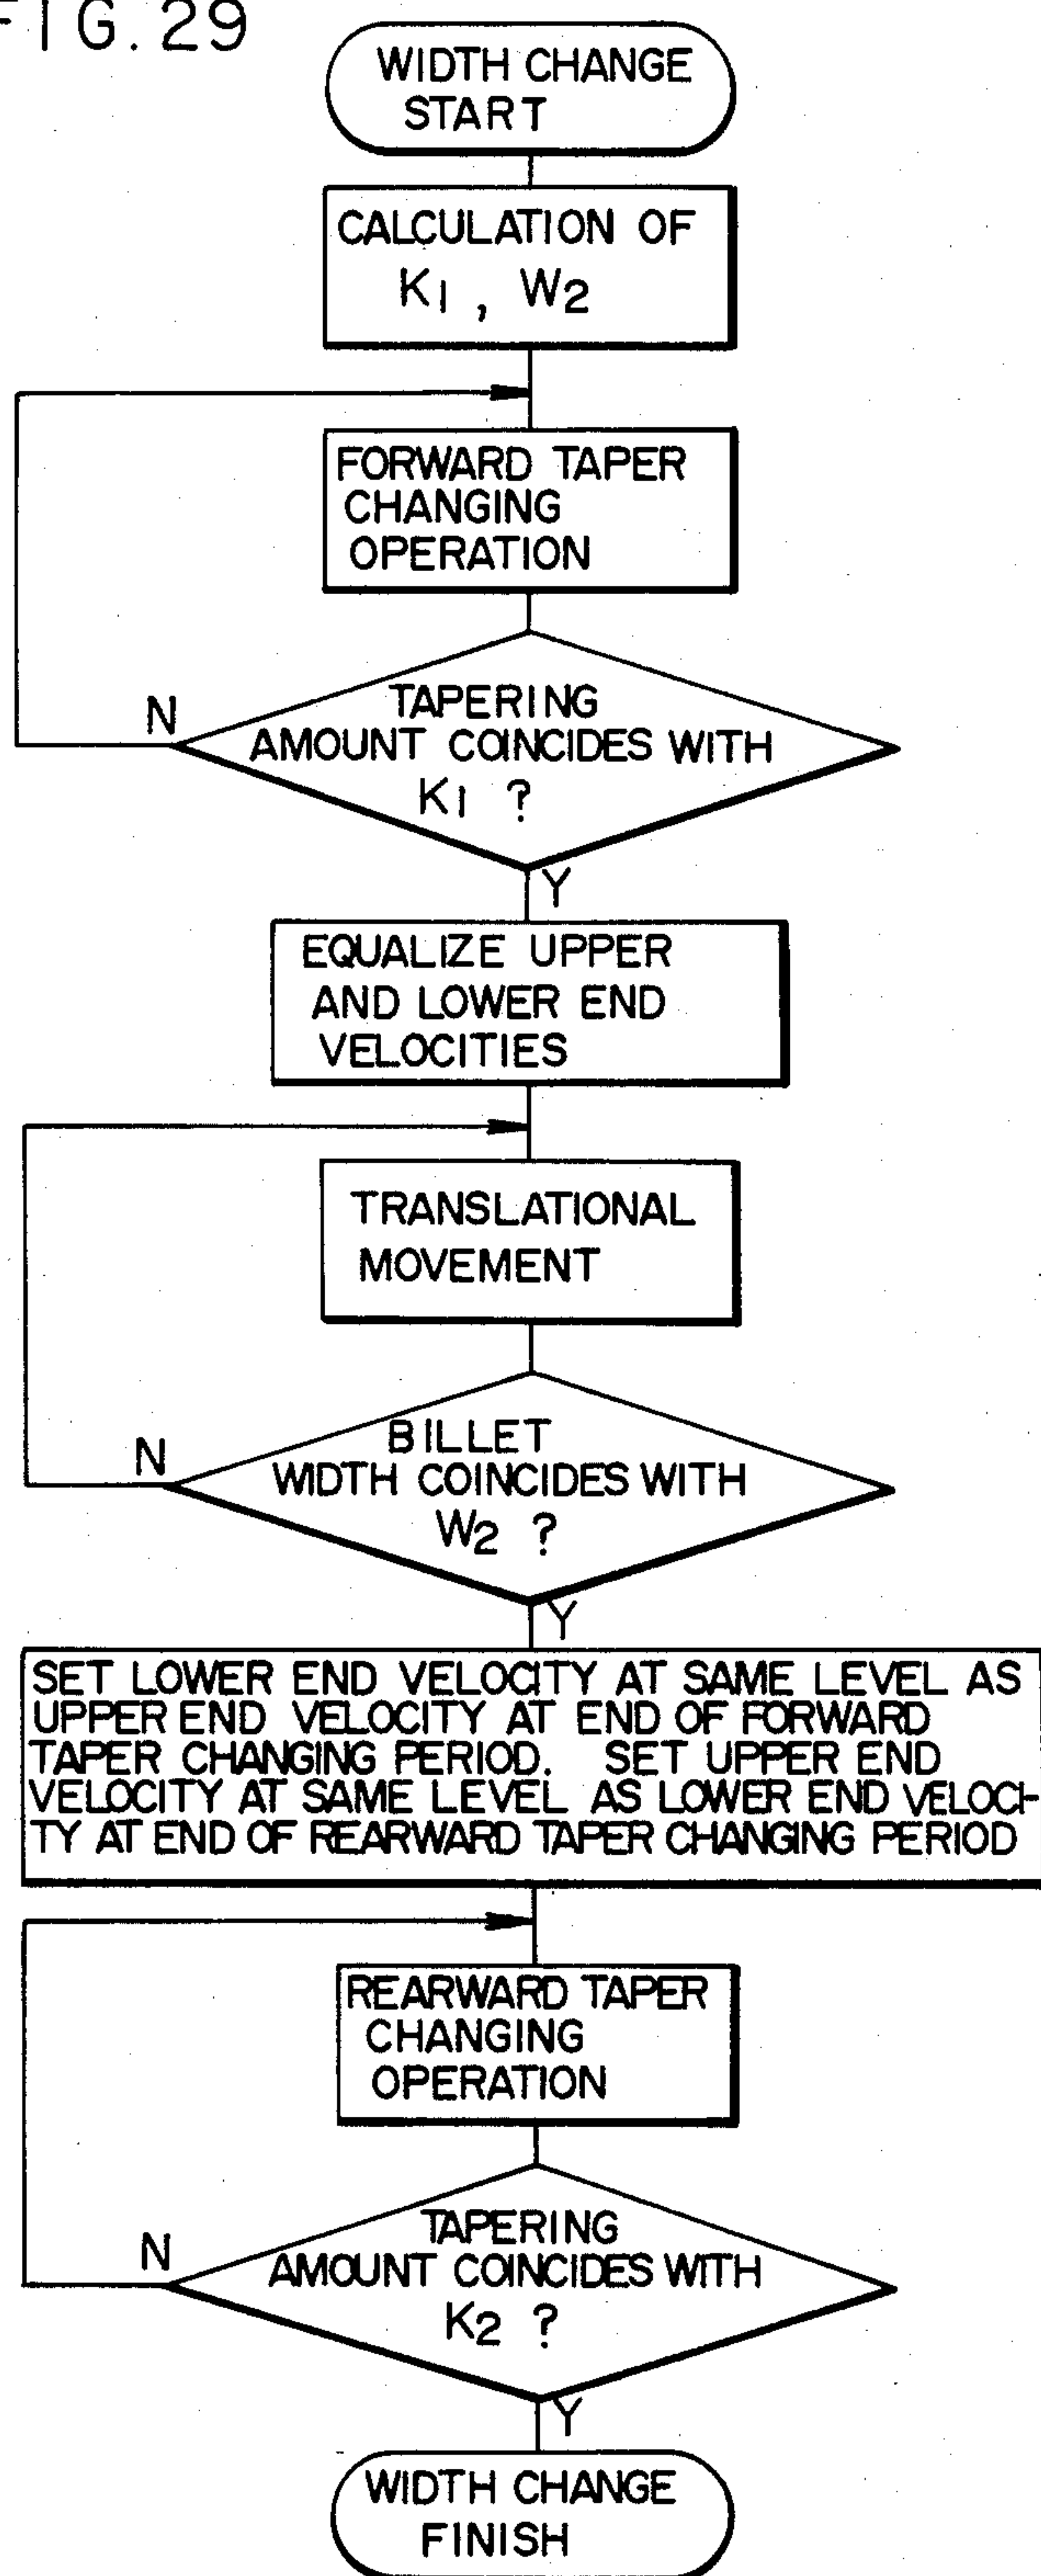 FIG. 29
WIDTH CHANGE
START
CALCULATION OF
K1 , W2
FORWARD TAPER
CHANGING
OPERATION
TAPERING
N
AMOUNT COINCIDES WITH
K1 ?
Y
EQUALIZE UPPER
AND LOWER END
VELOCITIES
TRANSLATIONAL
MOVEMENT
BILLET
N
WIDTH COINCIDES WITH
W2 ?
Y
SET LOWER END VELOCITY AT SAME LEVEL AS
UPPER END VELOCITY AT END OF FORWARD
TAPER CHANGING PERIOD. SET UPPER END
VELOCITY AT SAME LEVEL AS LOWER END VELOCI-
TY AT END OF REARWARD TAPER CHANGING PERIOD
REARWARD TAPER
CHANGING
OPERATION
TAPERING
N
AMOUNT COINCIDES WITH
K2 ?
Y
WIDTH CHANGE
FINISH